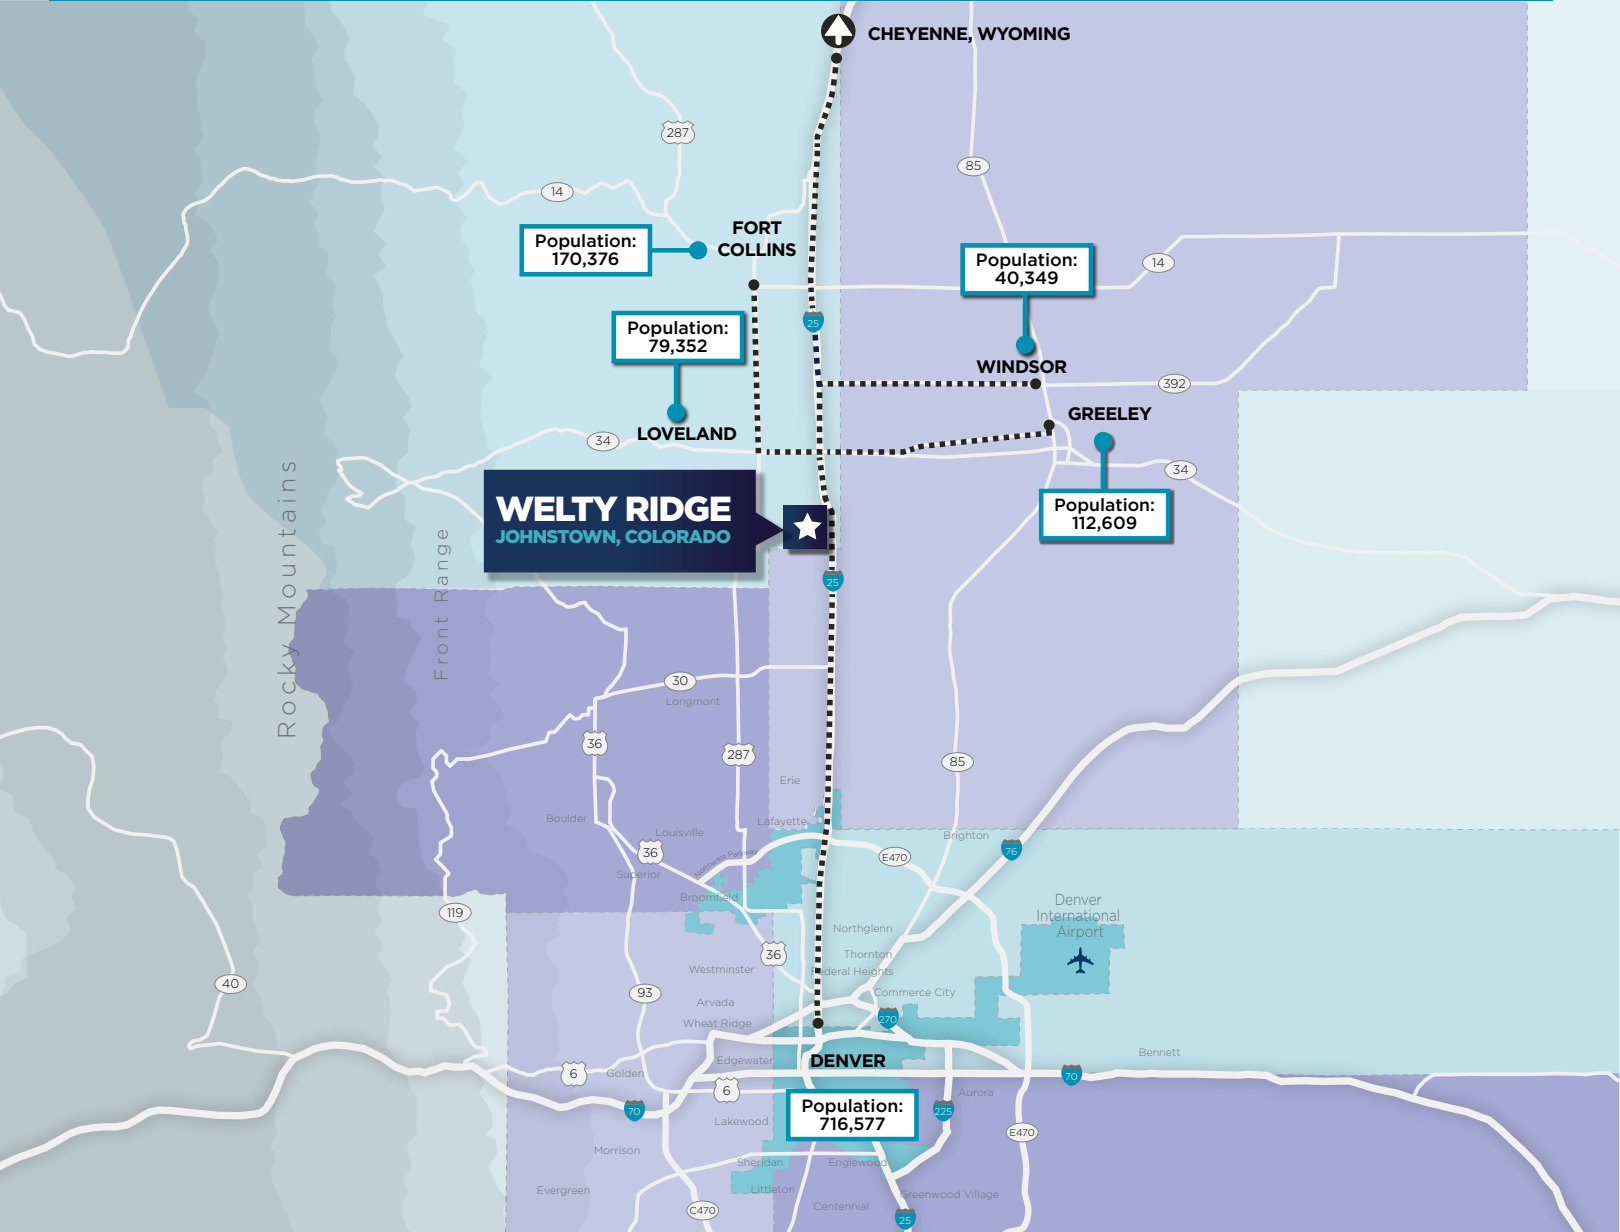 CHEYENNE, WYOMING
287
85
14
FORT
COLLINS
Population:
170,376
Population:
40,349
14
25
Population:
79,352
WINDSOR
392
GREELEY
LOVELAND
34
34
Population:
112,609
WELTY RIDGE
JOHNSTOWN, COLORADO
Rocky Mountains
Front Range
25
30
Longmont
36
287
85
Erie
Boulder
Lafayette
Louisville
Brighton
36
Northwest Parkway
E470
76
Superior
Broomfield
119
Denver
International
Airport
Northglenn
36
Thornton
Westminster
Federal Heights
40
93
Commerce City
Arvada
270
Wheat Ridge
Bennett
Edgewater
DENVER
6
Golden
70
6
Aurora
70
Population:
716,577
225
Lakewood
E470
Morrison
Sheridan
Englewood
Evergreen
Littleton
Greenwood Village
Centennial
C470
25